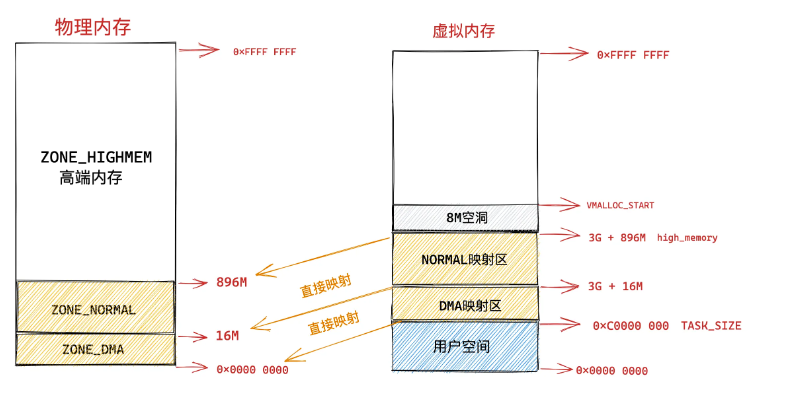 物理内存
0×FFFF FFFF
ZONE_HIGHMEM
高端内存
896M
ZONE_NORMAL
16M
ZONE_DMA
0×0000 0000
直接映射
直接映射
虚拟内存
0×FFFF FFFF
VMALLOC_START
8M空洞
3G + 896M high_memory
NORMAL映射区
3G + 16M
DMA映射区
0×C0000 000 TASK_SIZE
用户空间
0×0000 0000